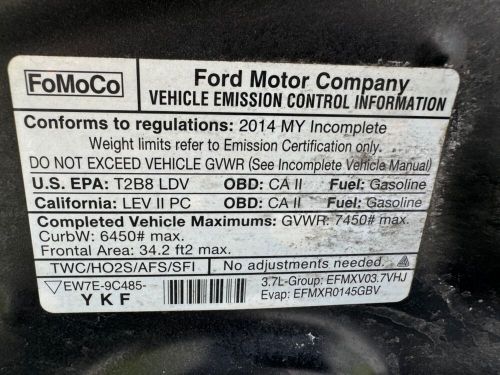 FoMoCo
Ford Motor Company
VEHICLE EMISSION CONTROL INFORMATION
Conforms to regulations: 2014 MY Incomplete
Weight limits refer to Emission Certification only.
DO NOT EXCEED VEHICLE GVWR (See Incomplete Vehicle Manual)
U.S. EPA: T2B8 LDV OBD: CA II Fuel: Gasoline
California: LEV II PC OBD: CA II Fuel: Gasoline
Completed Vehicle Maximums: GVWR: 7450# max.
CurbW: 6450# max.
Frontal Area: 34.2 ft2 max.
TWC/HO2S/AFS/SFI No adjustments needed.
EW7E-9C485-
YKF
3.7L-Group: EFMXV03.7VHJ
Evap: EFMXR0145GBV